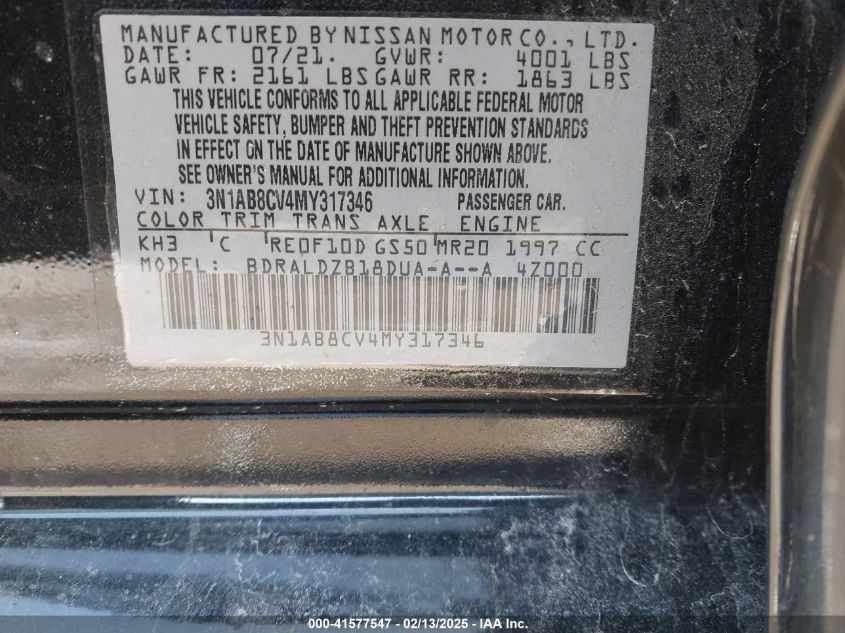 MANUFACTURED BY NISSAN MOTOR CO., LTD.
DATE: 07/21. GVWR: 4001 LBS
GAWR FR: 2161 LBS GAWR RR: 1863 LBS
THIS VEHICLE CONFORMS TO ALL APPLICABLE FEDERAL MOTOR
VEHICLE SAFETY, BUMPER AND THEFT PREVENTION STANDARDS
IN EFFECT ON THE DATE OF MANUFACTURE SHOWN ABOVE.
SEE OWNER'S MANUAL FOR ADDITIONAL INFORMATION.
VIN: 3N1AB8CV4MY317346 PASSENGER CAR.
COLOR TRIM TRANS AXLE ENGINE
KH3 C RE0F10D GS50 MR20 1997 CC
MODEL: BDRALDZB18DUA-A--A 4Z000
3N1AB8CV4MY317346
000-41577547 - 02/13/2025 - © IAA Inc.